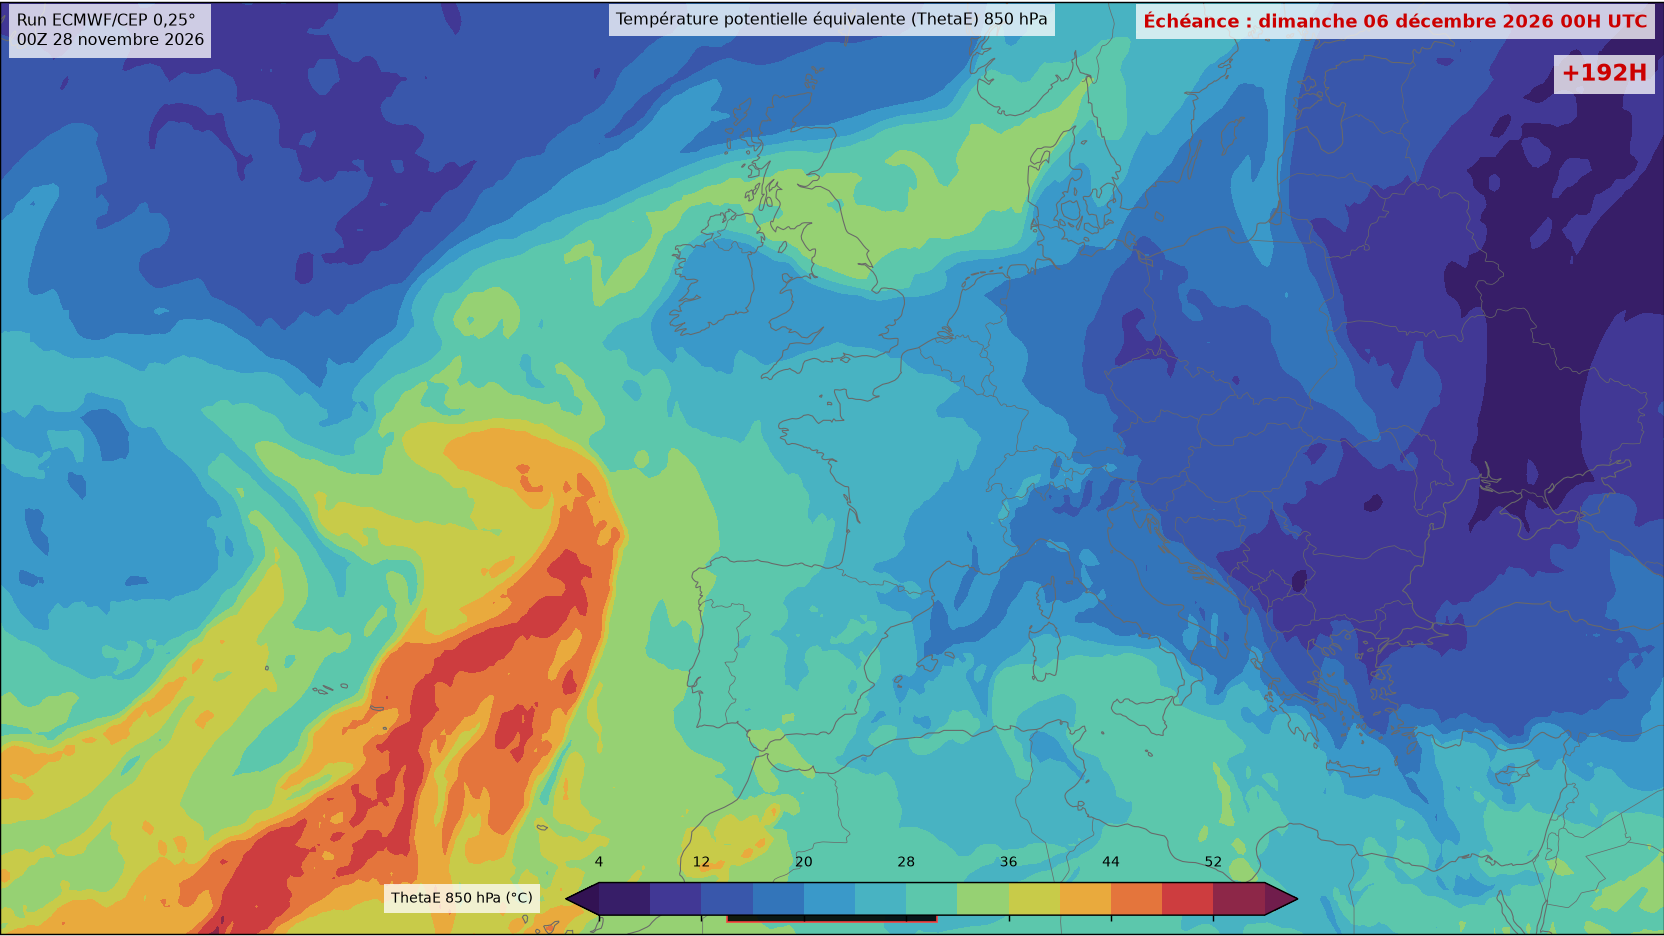 Run ECMWF/CEP 0,25°
00Z 28 novembre 2026
Température potentielle équivalente (ThetaE) 850 hPa
Échéance : dimanche 06 décembre 2026 00H UTC
+192H
4 12 20 28 36 44 52
ThetaE 850 hPa (°C)